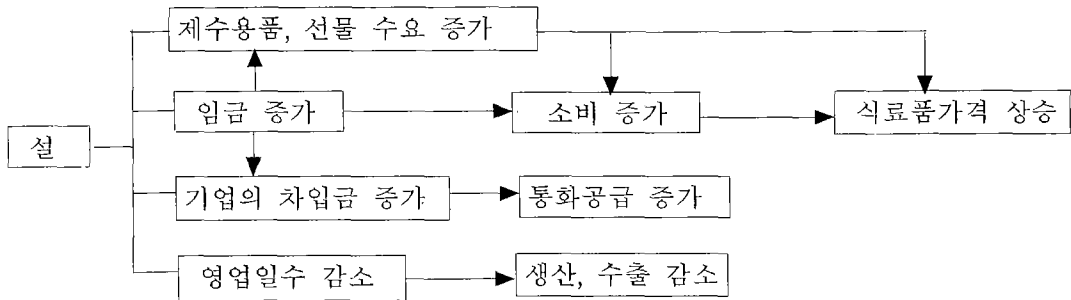 제수용품, 선물 수요 증가
임금 증가
소비 증가
식료품가격 상승
설
기업의 차입금 증가
통화공급 증가
영업일수 감소
생산, 수출 감소